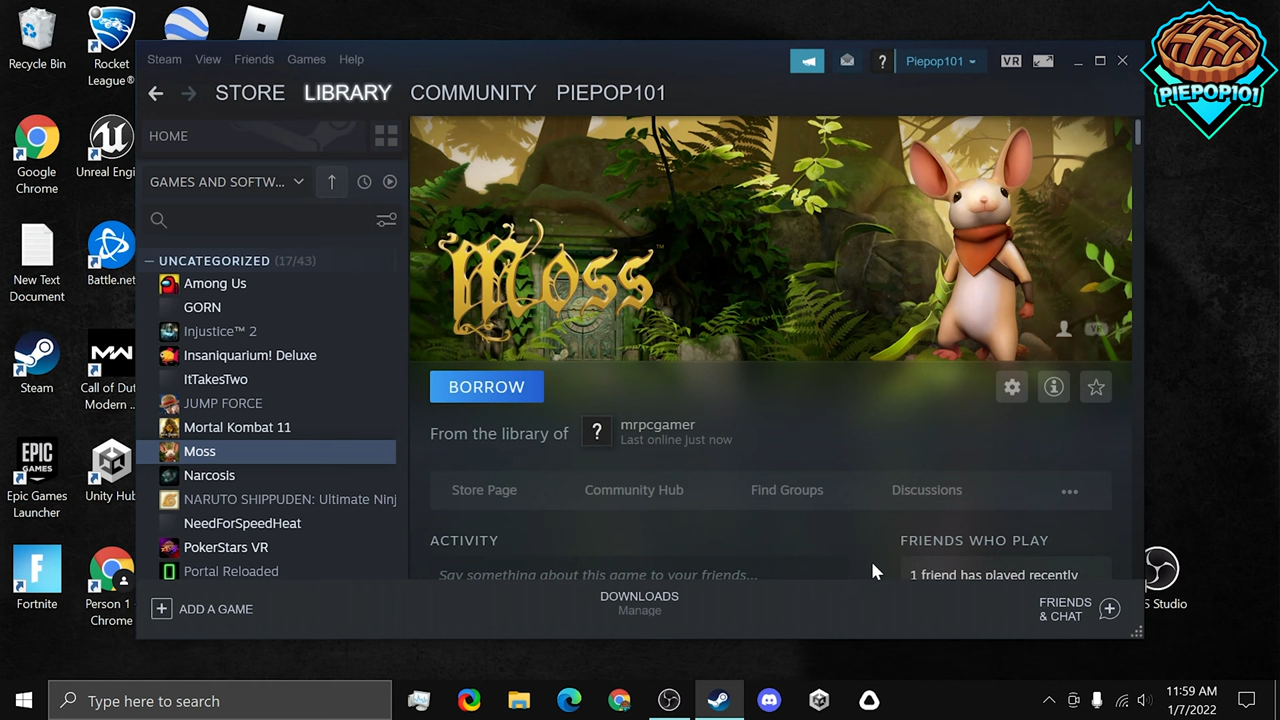 Recycle Bin
Rocket
League®
Google
Chrome
Unreal Engi
New Text
Document
Battle.net
Steam
Call of Dut
Modern ...
Epic Games
Launcher
Unity Hub
Fortnite
Person 1 -
Chrome
Steam View Friends Games Help
Piepop101
VR
STORE LIBRARY COMMUNITY PIEPOP101
HOME
GAMES AND SOFTW...
UNCATEGORIZED (17/43)
Among Us
GORN
Injustice™ 2
Insaniquarium! Deluxe
ItTakesTwo
JUMP FORCE
Mortal Kombat 11
Moss
Narcosis
NARUTO SHIPPUDEN: Ultimate Ninj
NeedForSpeedHeat
PokerStars VR
Portal Reloaded
ADD A GAME
Moss™
VR
BORROW
From the library of
?
mrpcgamer
Last online just now
Store Page Community Hub Find Groups Discussions
ACTIVITY
Say something about this game to your friends...
FRIENDS WHO PLAY
1 friend has played recently
DOWNLOADS
Manage
FRIENDS
& CHAT
S Studio
PIEPOP101
EPIC
GAMES
MW
Type here to search
11:59 AM
1/7/2022